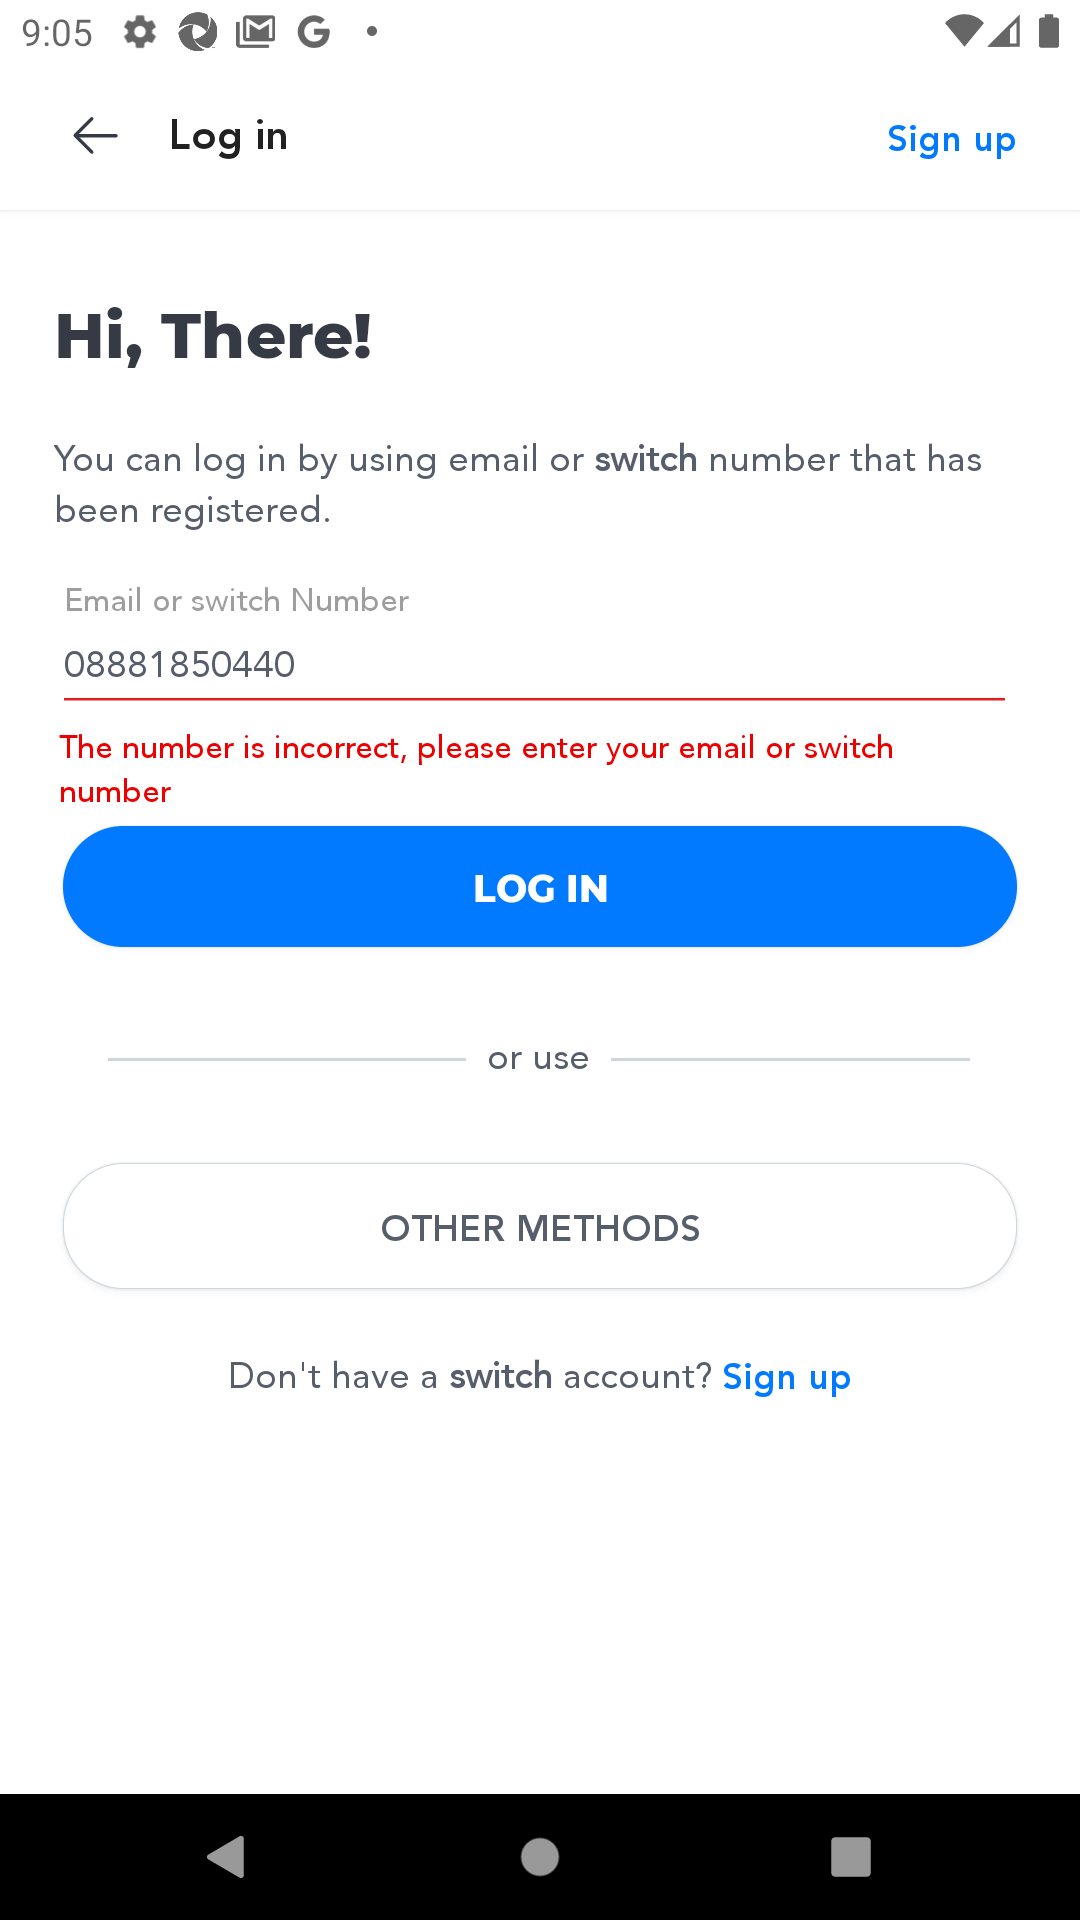 9:05
Log in
Sign up
Hi, There!
You can log in by using email or switch number that has
been registered.
Email or switch Number
08881850440
The number is incorrect, please enter your email or switch
number
LOG IN
or use
OTHER METHODS
Don't have a switch account? Sign up